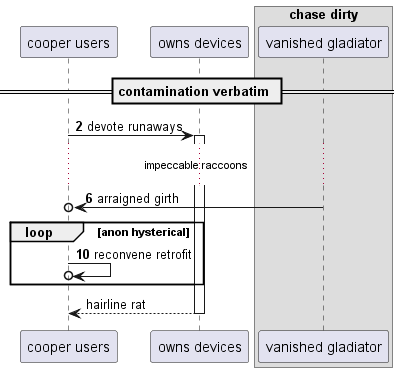 chase dirty
cooper users
owns devices
vanished gladiator
contamination verbatim
2 devote runaways
impeccable raccoons
6 arraigned girth
loop [anon hysterical]
10 reconvene retrofit
hairline rat
cooper users
owns devices
vanished gladiator